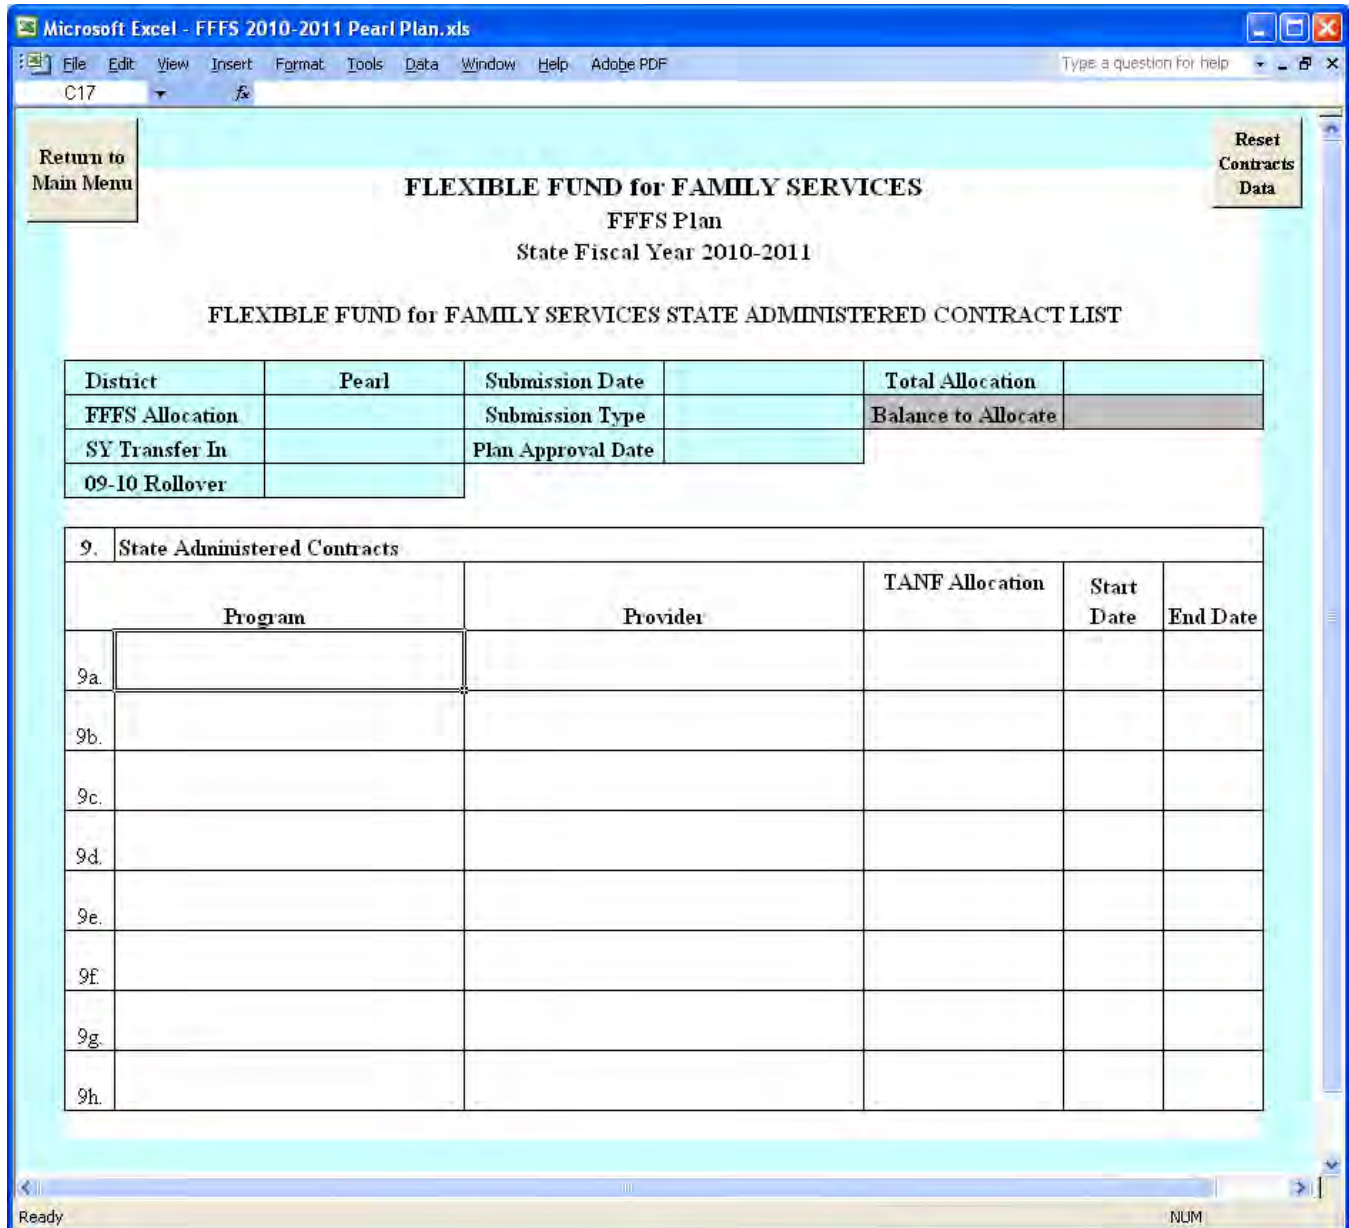 Microsoft Excel - FFFS 2010-2011 Pearl Plan.xls
File Edit View Insert Format Tools Data Window Help Adobe PDF Type a question for help
C17 fx
Return to Main Menu
Reset Contracts Data
FLEXIBLE FUND for FAMILY SERVICES
FFFS Plan
State Fiscal Year 2010-2011
FLEXIBLE FUND for FAMILY SERVICES STATE ADMINISTERED CONTRACT LIST
District Pearl Submission Date Total Allocation
FFFS Allocation Submission Type Balance to Allocate
SY Transfer In Plan Approval Date
09-10 Rollover
9. State Administered Contracts
Program Provider TANF Allocation Start Date End Date
9a.
9b.
9c.
9d.
9e.
9f.
9g.
9h.
Ready NUM